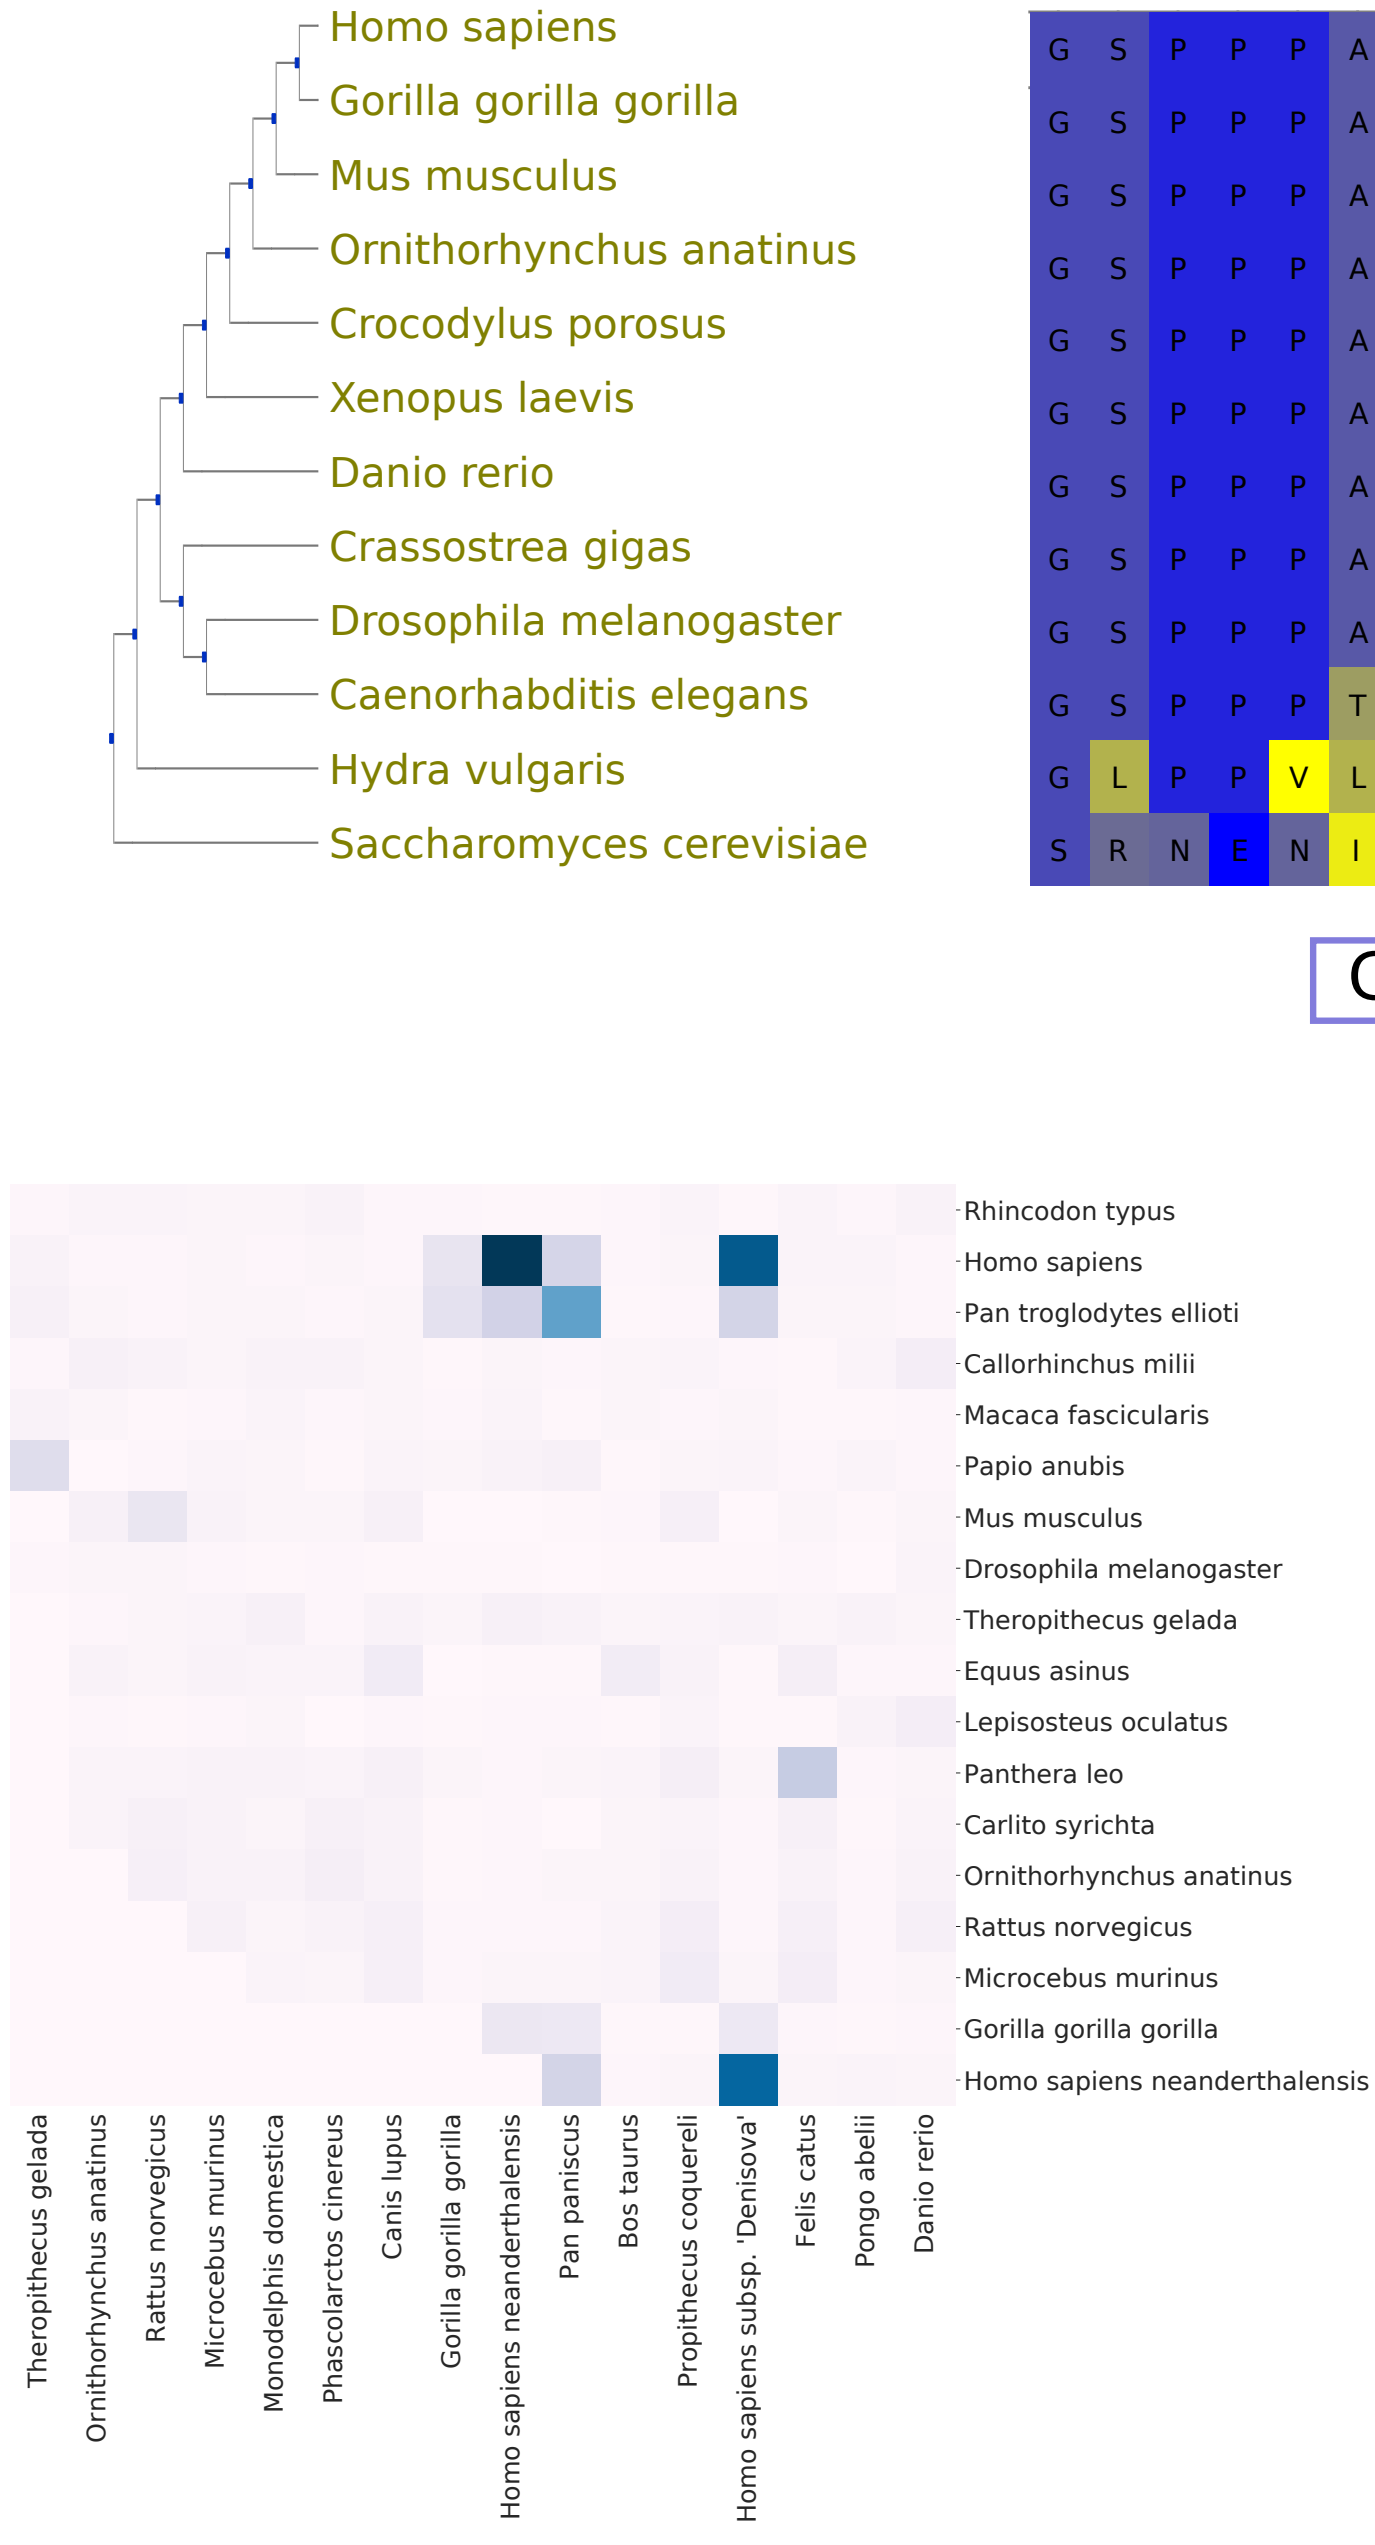 Homo sapiens G S P P P A
Gorilla gorilla gorilla G S P P P A
Mus musculus G S P P P A
Ornithorhynchus anatinus G S P P P A
Crocodylus porosus G S P P P A
Xenopus laevis G S P P P A
Danio rerio G S P P P A
Crassostrea gigas G S P P P A
Drosophila melanogaster G S P P P A
Caenorhabditis elegans G S P P P T
Hydra vulgaris G L P P V L
Saccharomyces cerevisiae S R N E N I
Rhincodon typus
Homo sapiens
Pan troglodytes ellioti
Callorhinchus milii
Macaca fascicularis
Papio anubis
Mus musculus
Drosophila melanogaster
Theropithecus gelada
Equus asinus
Lepisosteus oculatus
Panthera leo
Carlito syrichta
Ornithorhynchus anatinus
Rattus norvegicus
Microcebus murinus
Gorilla gorilla gorilla
Homo sapiens neanderthalensis
Theropithecus gelada
Ornithorhynchus anatinus
Rattus norvegicus
Microcebus murinus
Monodelphis domestica
Phascolarctos cinereus
Canis lupus
Gorilla gorilla gorilla
Homo sapiens neanderthalensis
Pan paniscus
Bos taurus
Propithecus coquereli
Homo sapiens subsp. 'Denisova'
Felis catus
Pongo abelii
Danio rerio